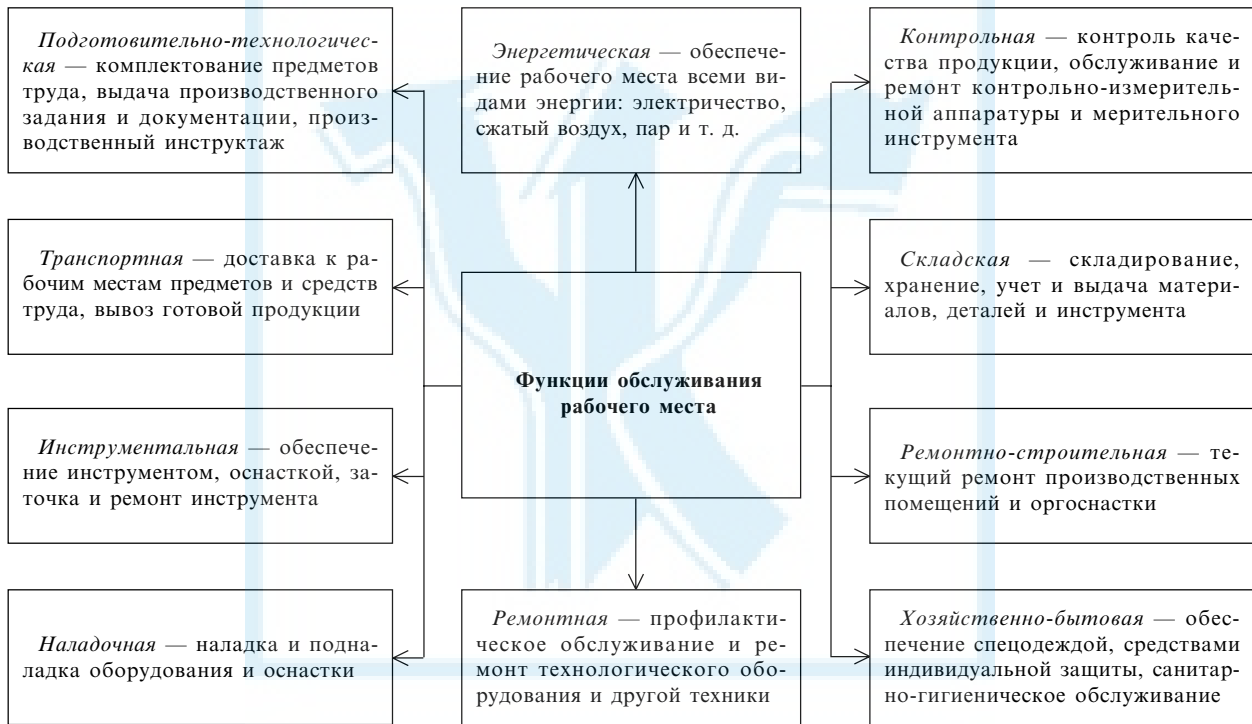 Подготовительно-технологичес-
кая — комплектование предметов
труда, выдача производственного
задания и документации, произ-
водственный инструктаж
Энергетическая — обеспече-
ние рабочего места всеми ви-
дами энергии: электричество,
сжатый воздух, пар и т. д.
Контрольная — контроль каче-
ства продукции, обслуживание и
ремонт контрольно-измеритель-
ной аппаратуры и мерительного
инструмента
Транспортная — доставка к ра-
бочим местам предметов и средств
труда, вывоз готовой продукции
Складская — складирование,
хранение, учет и выдача матери-
алов, деталей и инструмента
Функции обслуживания
рабочего места
Инструментальная — обеспече-
ние инструментом, оснасткой, за-
точка и ремонт инструмента
Ремонтно-строительная — те-
кущий ремонт производственных
помещений и оргоснастки
Наладочная — наладка и подна-
ладка оборудования и оснастки
Ремонтная — профилакти-
ческое обслуживание и ре-
монт технологического обо-
рудования и другой техники
Хозяйственно-бытовая — обес-
печение спецодеждой, средствами
индивидуальной защиты, санитар-
но-гигиеническое обслуживание